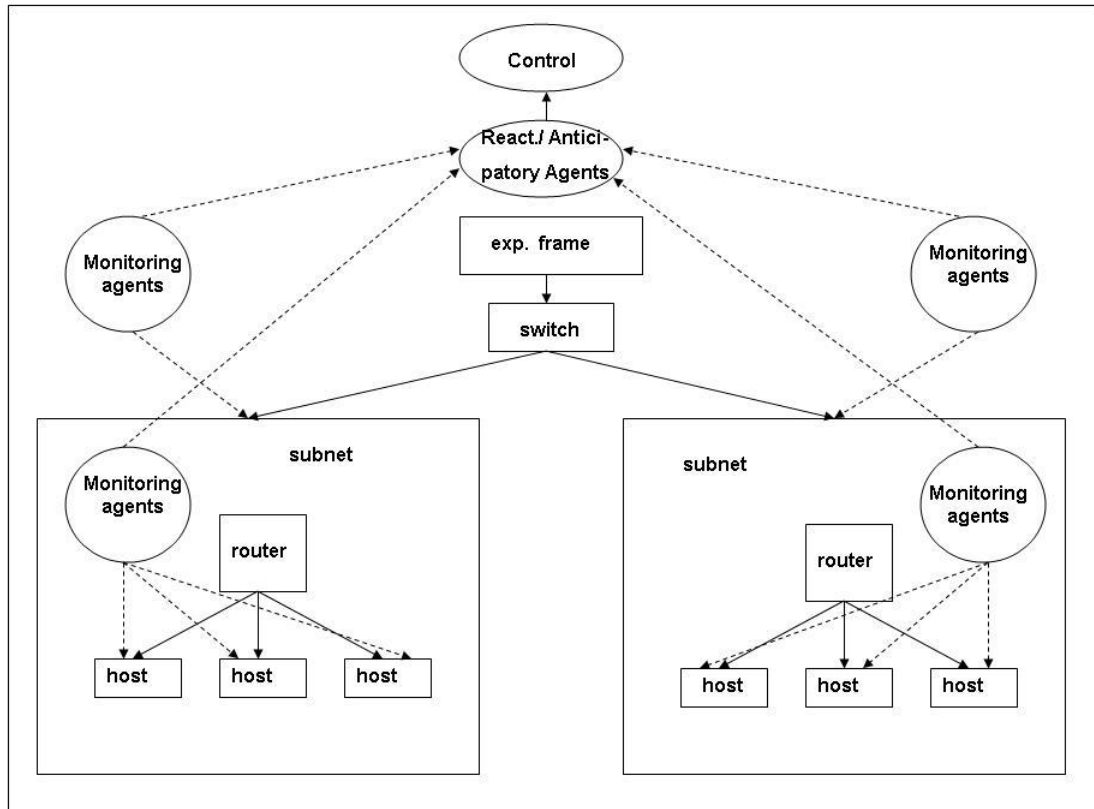 Control
React./ Antici-
patory Agents
Monitoring
agents
exp. frame
Monitoring
agents
switch
subnet
Monitoring
agents
router
host
host
host
subnet
Monitoring
agents
router
host
host
host